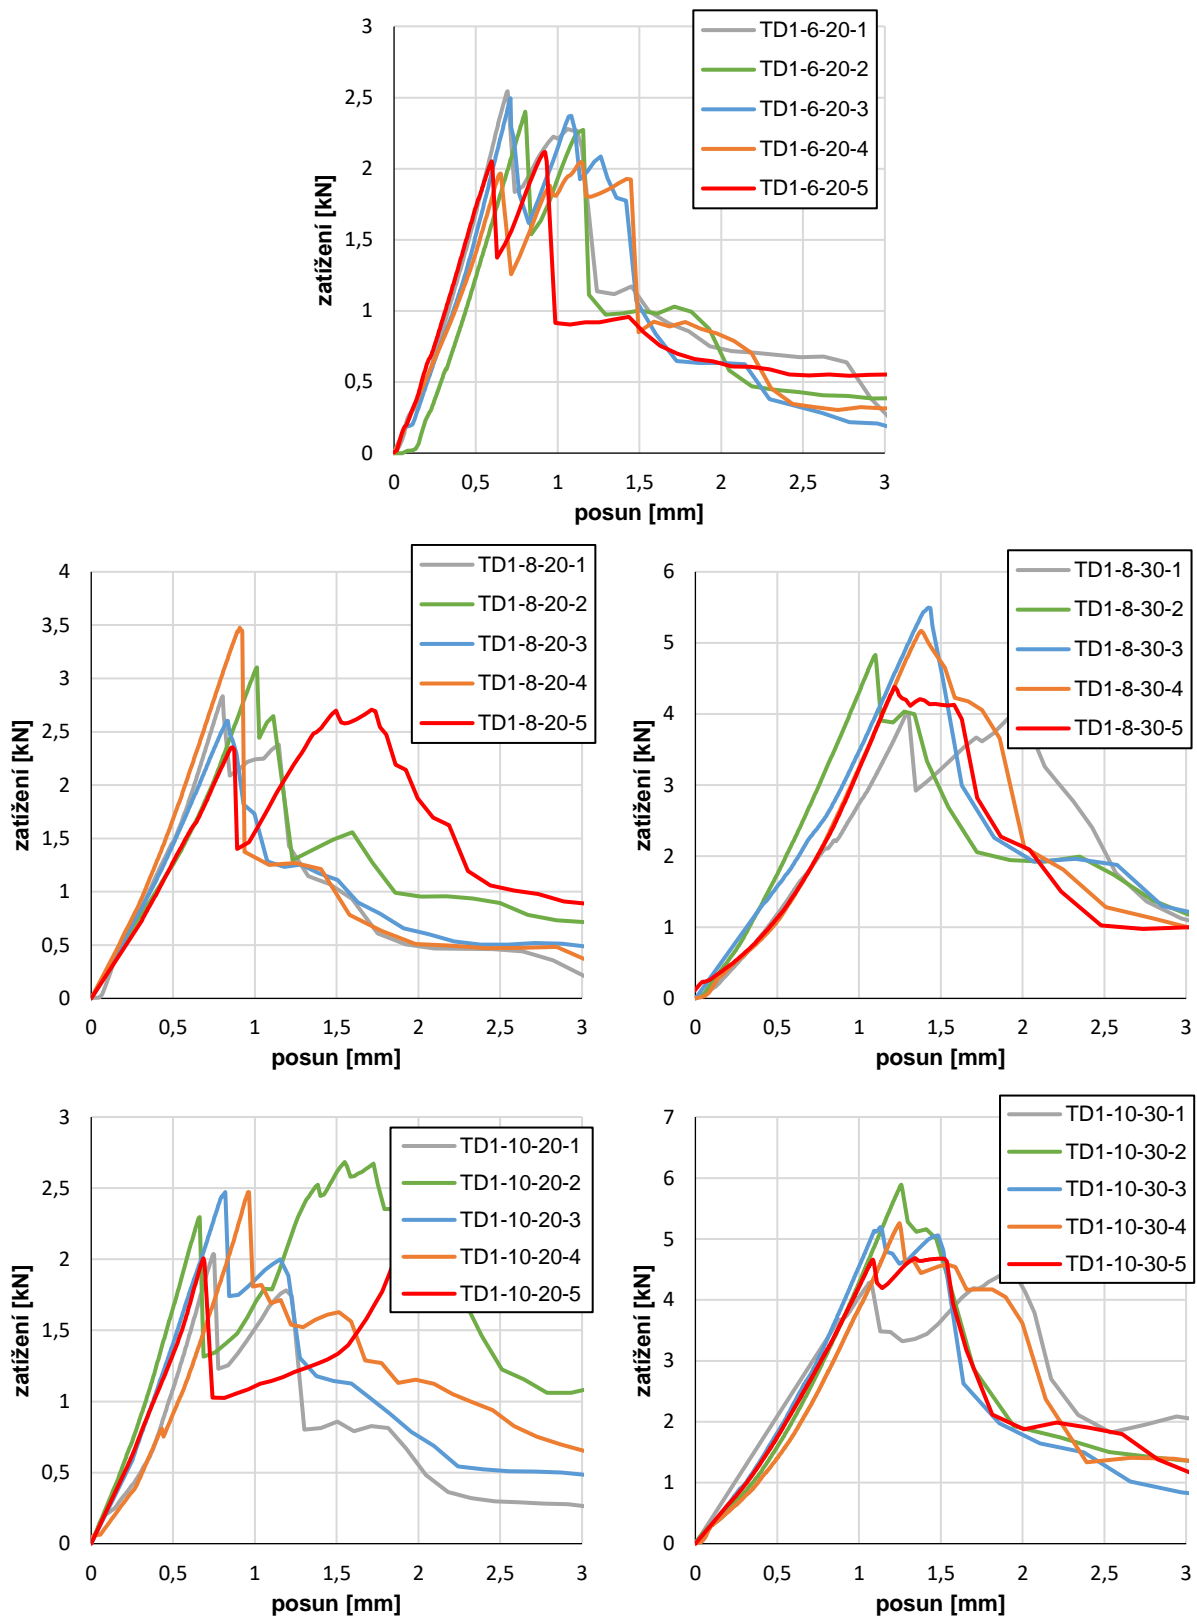 3
2,5
2
1,5
1
0,5
0
0
0,5
1
1,5
2
2,5
3
zatížení [kN]
posun [mm]
TD1-6-20-1
TD1-6-20-2
TD1-6-20-3
TD1-6-20-4
TD1-6-20-5
4
3,5
3
2,5
2
1,5
1
0,5
0
0
0,5
1
1,5
2
2,5
3
zatížení [kN]
posun [mm]
TD1-8-20-1
TD1-8-20-2
TD1-8-20-3
TD1-8-20-4
TD1-8-20-5
6
5
4
3
2
1
0
0
0,5
1
1,5
2
2,5
3
zatížení [kN]
posun [mm]
TD1-8-30-1
TD1-8-30-2
TD1-8-30-3
TD1-8-30-4
TD1-8-30-5
3
2,5
2
1,5
1
0,5
0
0
0,5
1
1,5
2
2,5
3
zatížení [kN]
posun [mm]
TD1-10-20-1
TD1-10-20-2
TD1-10-20-3
TD1-10-20-4
TD1-10-20-5
7
6
5
4
3
2
1
0
0
0,5
1
1,5
2
2,5
3
zatížení [kN]
posun [mm]
TD1-10-30-1
TD1-10-30-2
TD1-10-30-3
TD1-10-30-4
TD1-10-30-5